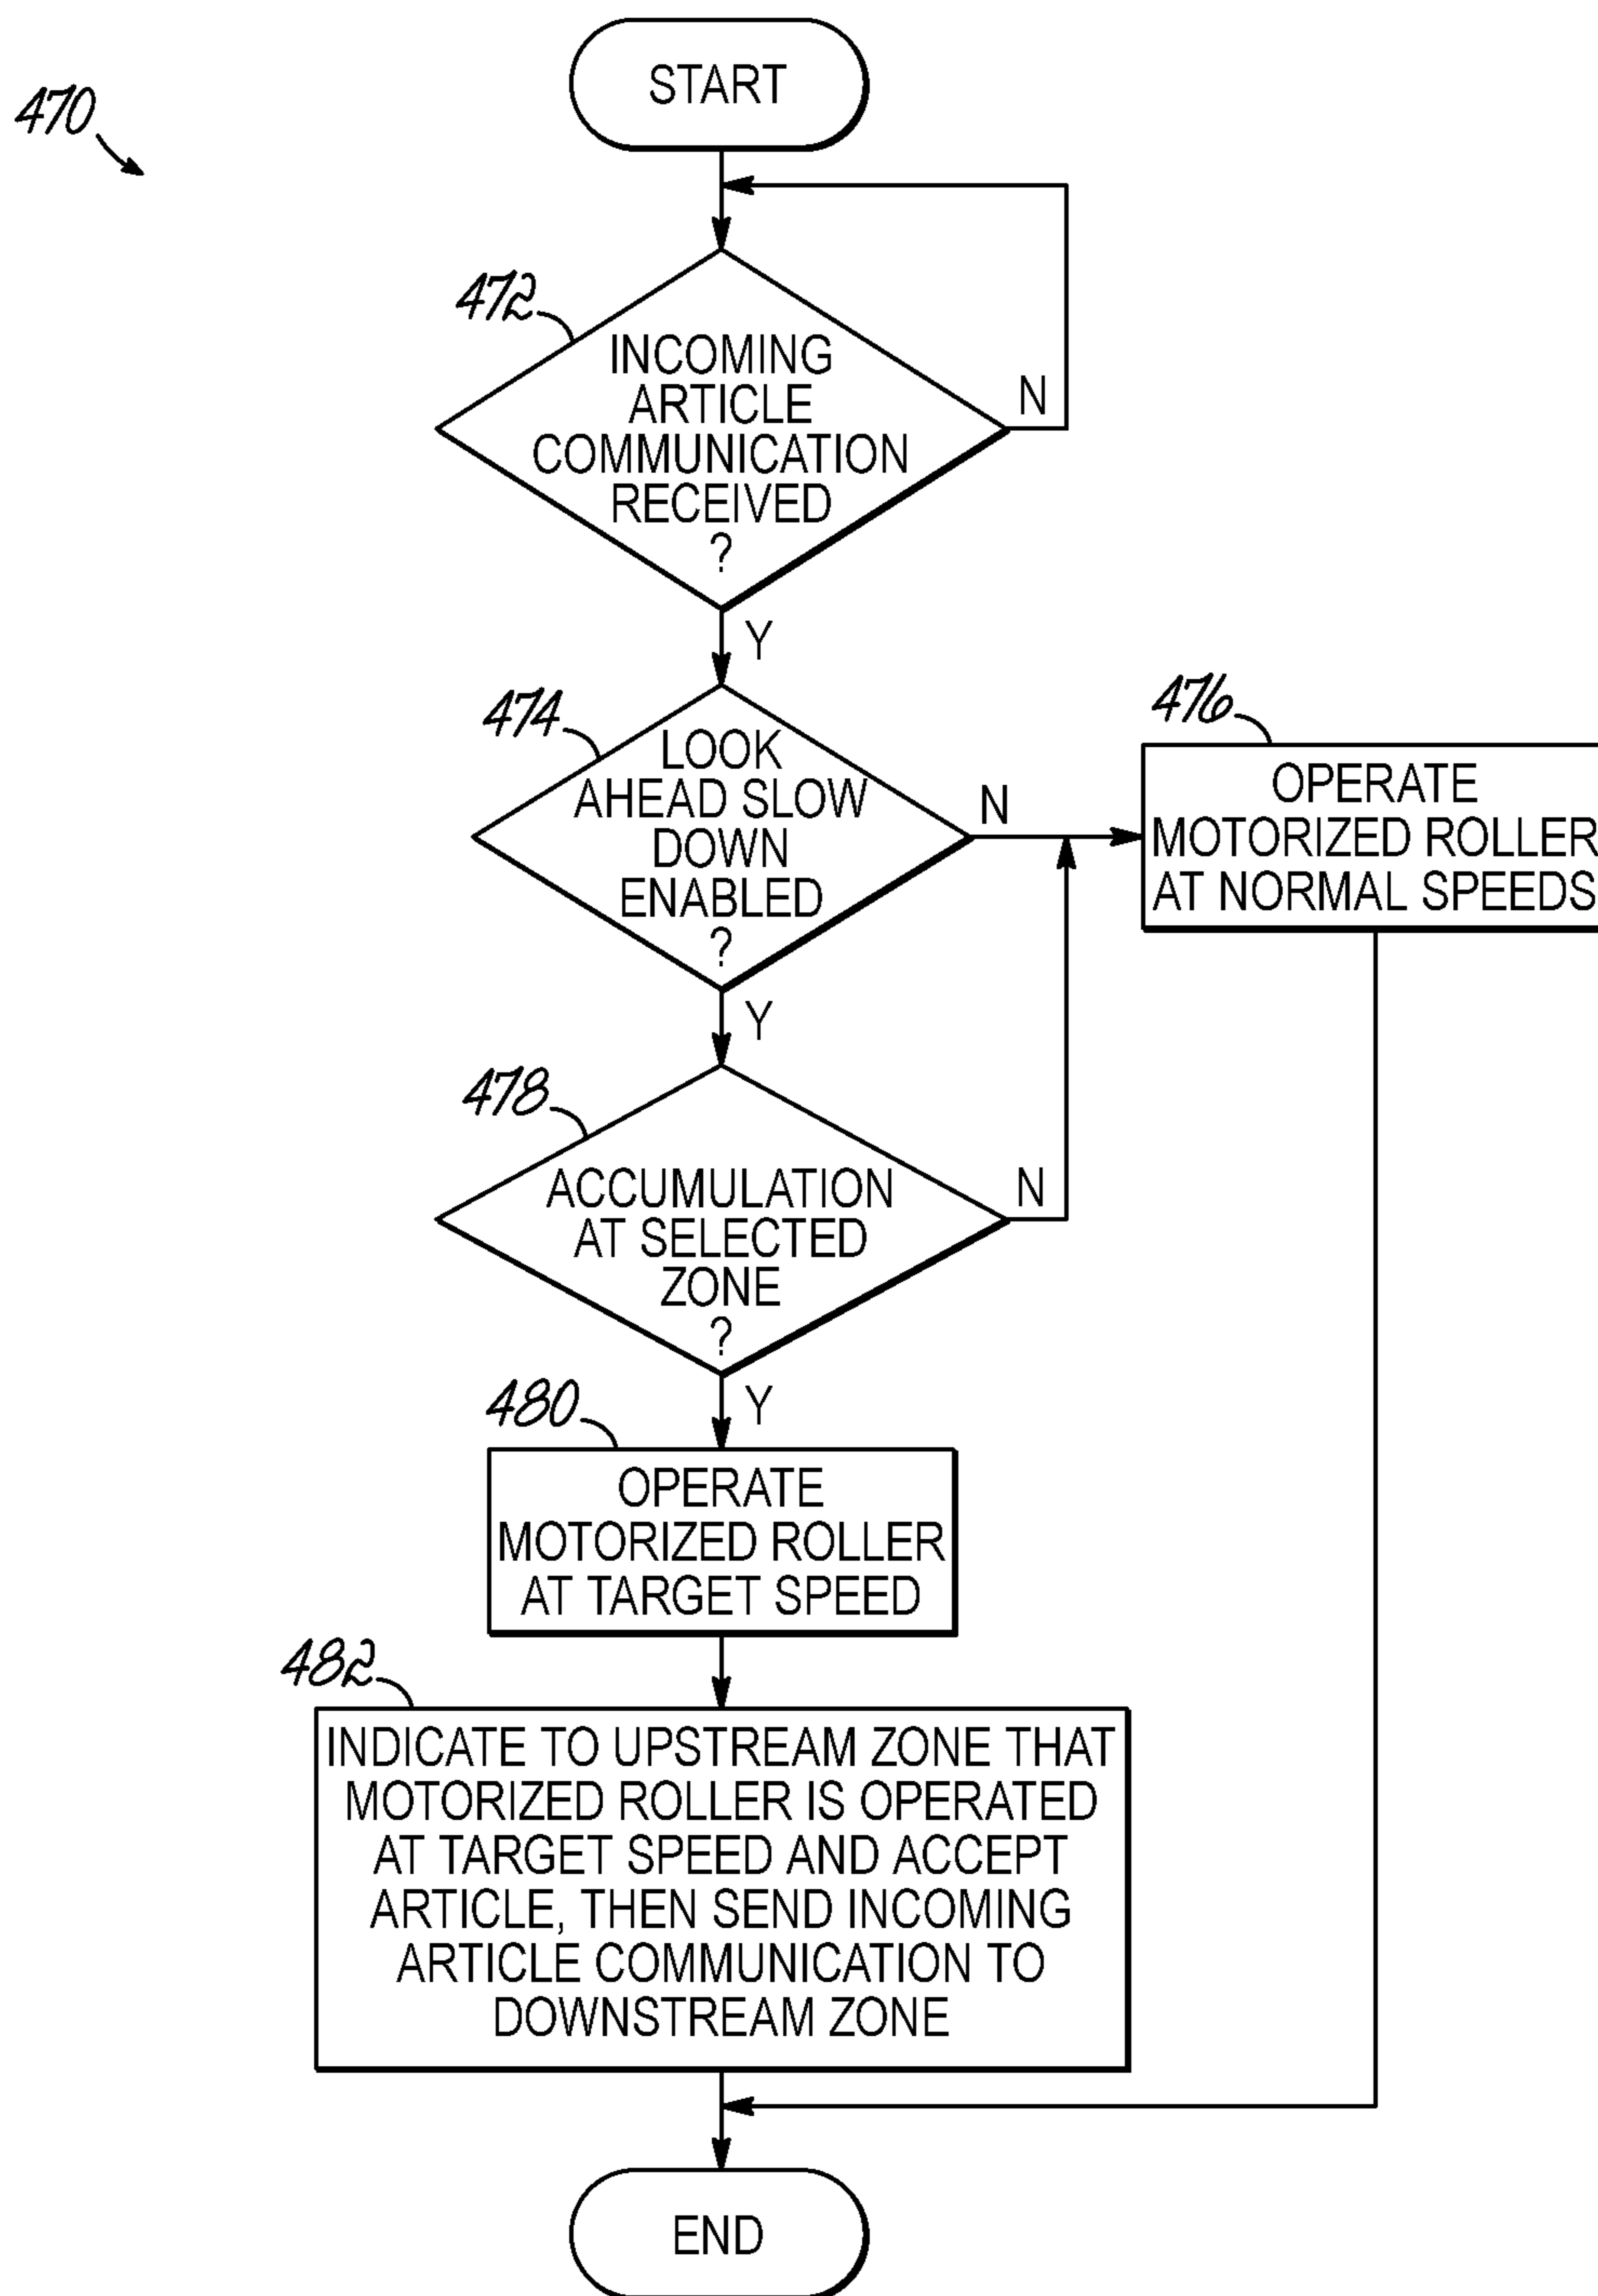 START
470
472
INCOMING
ARTICLE
COMMUNICATION
RECEIVED
?
N
Y
474
LOOK
AHEAD SLOW
DOWN
ENABLED
?
N
476
OPERATE
MOTORIZED ROLLER
AT NORMAL SPEEDS
Y
478
ACCUMULATION
AT SELECTED
ZONE
?
N
Y
480
OPERATE
MOTORIZED ROLLER
AT TARGET SPEED
482
INDICATE TO UPSTREAM ZONE THAT
MOTORIZED ROLLER IS OPERATED
AT TARGET SPEED AND ACCEPT
ARTICLE, THEN SEND INCOMING
ARTICLE COMMUNICATION TO
DOWNSTREAM ZONE
END